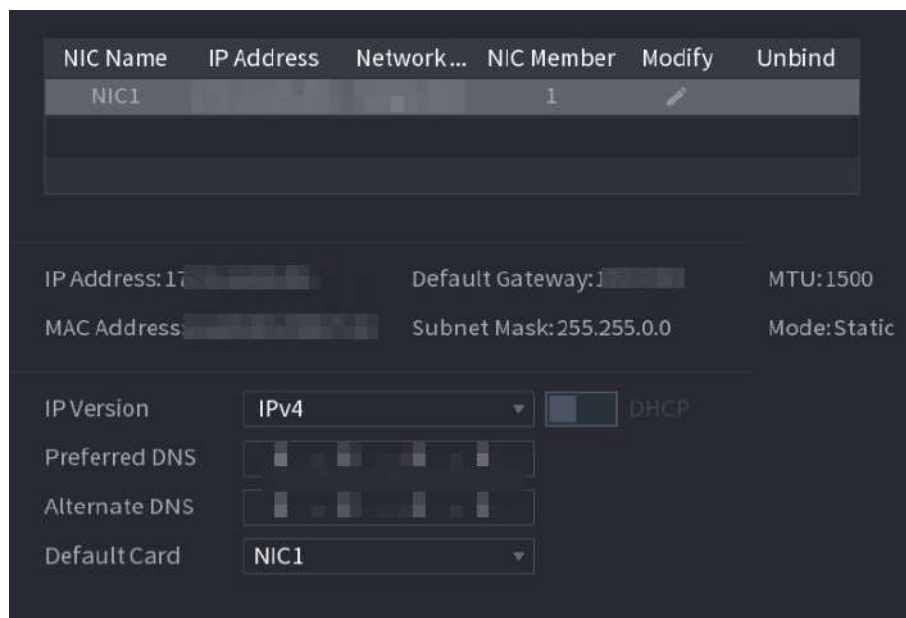 NIC Name IP Address Network... NIC Member Modify Unbind
NIC1 1
IP Address: 17 Default Gateway: MTU: 1500
MAC Address: Subnet Mask: 255.255.0.0 Mode: Static
IP Version IPv4 DHCP
Preferred DNS
Alternate DNS
Default Card NIC1